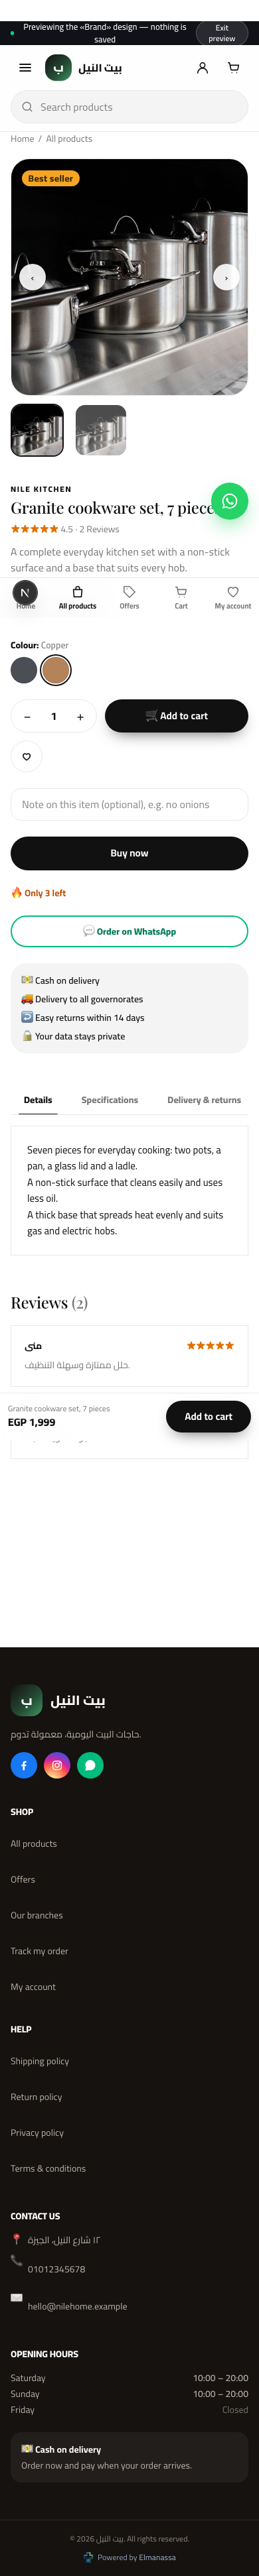 Previewing the «Brand» design — nothing is saved
Exit preview
ب
بيت النيل
Search products
Home / All products
Best seller
NILE KITCHEN
Granite cookware set, 7 pieces
4.5 · 2 Reviews
A complete everyday kitchen set with a non-stick
surface and deep colours that suits every hob.
N
Home
All products
Offers
Cart
My account
Colour: Copper
− 1 +
Add to cart
Note on this item (optional), e.g. no onions
Buy now
Only 3 left
Order on WhatsApp
Cash on delivery
Delivery to all governorates
Easy returns within 14 days
Your data stays private
Details
Specifications
Delivery & returns
Seven pieces for everyday cooking: two pots, a
pan, a glass lid and a ladle.
A non-stick surface that cleans easily and uses
less oil.
A thick base that spreads heat evenly and suits
gas and electric hobs.
Reviews (2)
منى
حلل ممتازة وسهلة التنظيف.
Granite cookware set, 7 pieces
EGP 1,999
Add to cart
ب
بيت النيل
حاجات البيت اليومية، معمولة تدوم.
SHOP
All products
Offers
Our branches
Track my order
My account
HELP
Shipping policy
Return policy
Privacy policy
Terms & conditions
CONTACT US
١٢ شارع النيل، الجيزة
01012345678
hello@nilehome.example
OPENING HOURS
Saturday 10:00 – 20:00
Sunday 10:00 – 20:00
Friday Closed
Cash on delivery
Order now and pay when your order arrives.
© 2026 بيت النيل. All rights reserved.
Powered by Elmanassa